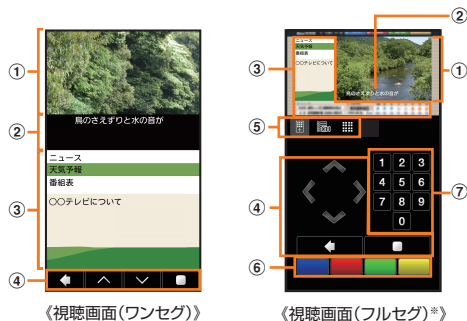 ①
②
③
④
鳥のさえずりと水の音が
ニュース
天気予報
番組表
〇〇テレビについて
《視聴画面(ワンセグ)》
②
③
①
⑤
④
⑦
⑥
ニュース
天気予報
番組表
〇〇テレビについて
鳥のさえずりと水の音が
1 2 3
4 5 6
7 8 9
0
《視聴画面(フルセグ)※》